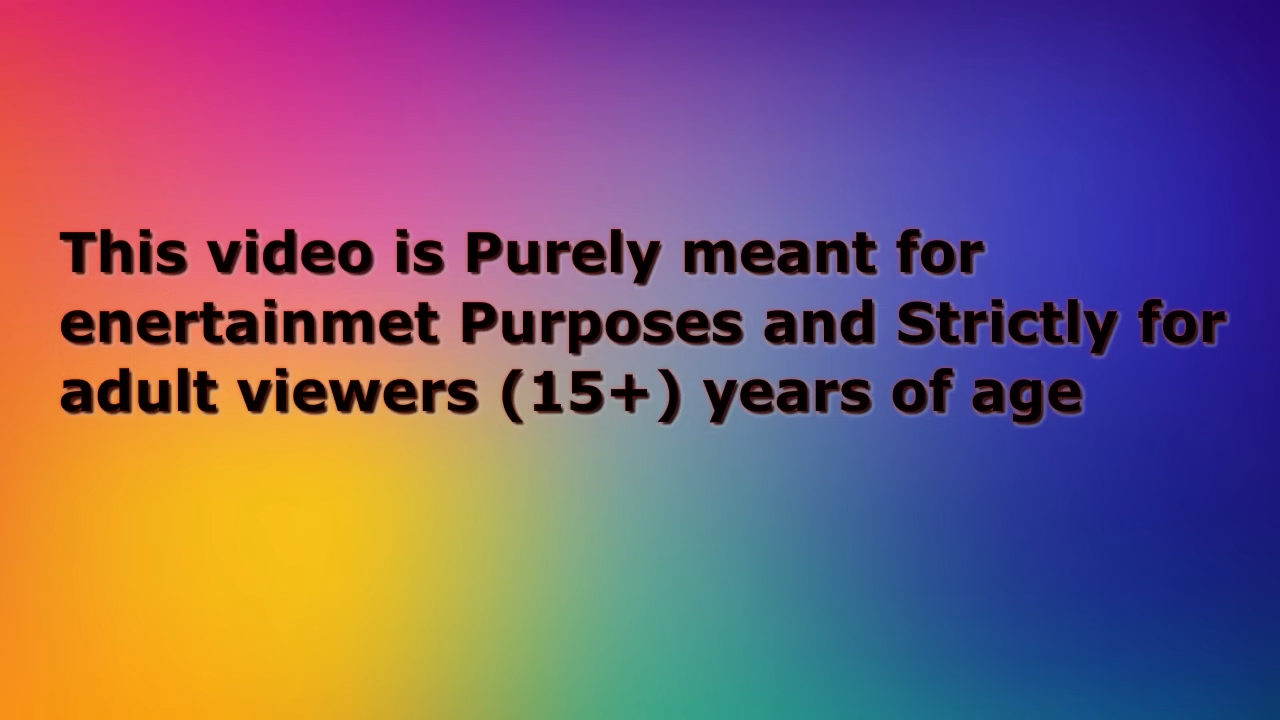 This video is Purely meant for
enertainmet Purposes and Strictly for
adult viewers (15+) years of age